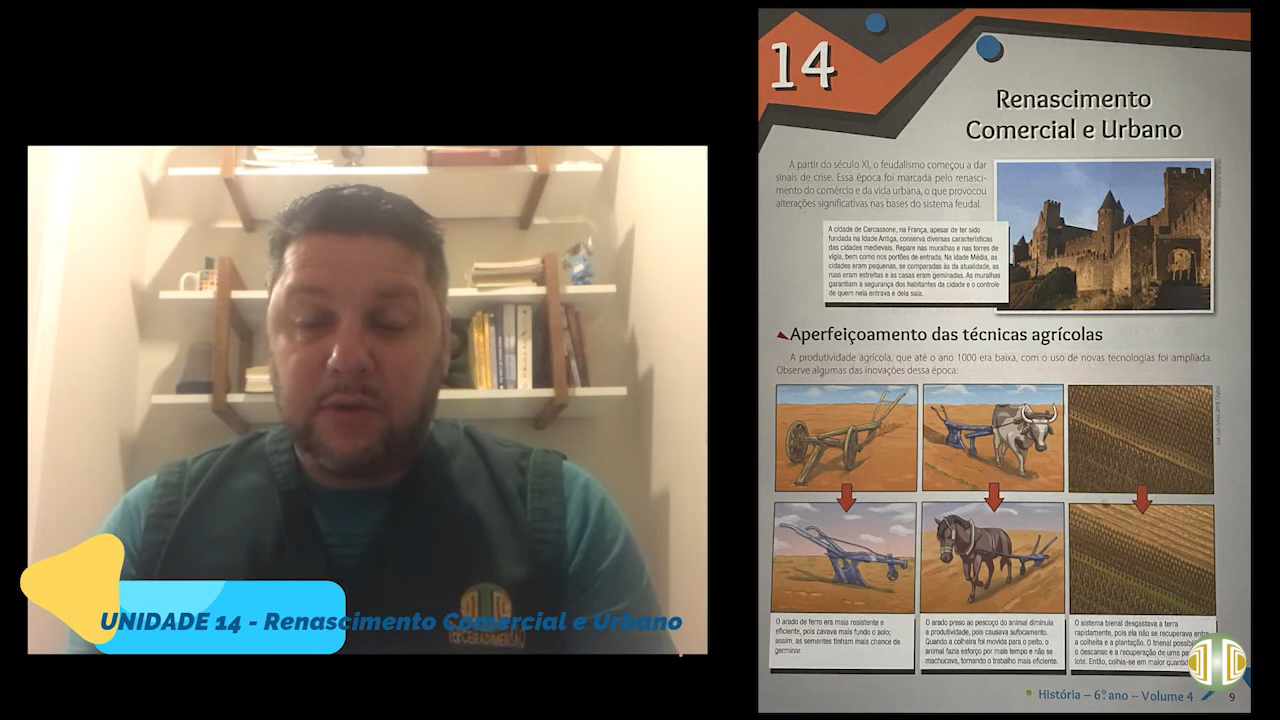 14
Renascimento
Comercial e Urbano
A partir do século XI, o feudalismo começou a dar
sinais de crise. Essa época foi marcada pelo renasci-
mento do comércio e da vida urbana, o que provocou
alterações significativas nas bases do sistema feudal.
A cidade de Carcassone, na França, apesar de ter sido
fundada na Idade Antiga, conserva diversas características
das cidades medievais. Repare nas muralhas e nas torres de
vigia, bem como nos portões de entrada. Na Idade Média, as
cidades eram pequenas, se comparadas às da atualidade, as
ruas eram estreitas e as casas eram geminadas. As muralhas
garantiam a segurança dos habitantes da cidade e o controle
de quem nela entrava e dela saía.
Aperfeiçoamento das técnicas agrícolas
A produtividade agrícola, que até o ano 1000 era baixa, com o uso de novas tecnologias foi ampliada.
Observe algumas das inovações dessa época:
O arado de ferro era mais resistente e
eficiente, pois cavava mais fundo o solo;
assim, as sementes tinham mais chance de
germinar.
O arado preso ao pescoço do animal diminuía
a produtividade, pois causava sufocamento.
Quando a coelheira foi movida para o peito, o
animal fazia esforço por mais tempo e não se
machucava, tornando o trabalho mais eficiente.
O sistema bienal desgastava a terra
rapidamente, pois ela não se recuperava entre
a colheita e a plantação. O trienal possibi
o descanso e a recuperação de uma pa
lote. Então, colhia-se em maior quantid
História – 6º ano – Volume 4
9
UNIDADE 14 - Renascimento Comercial e Urbano